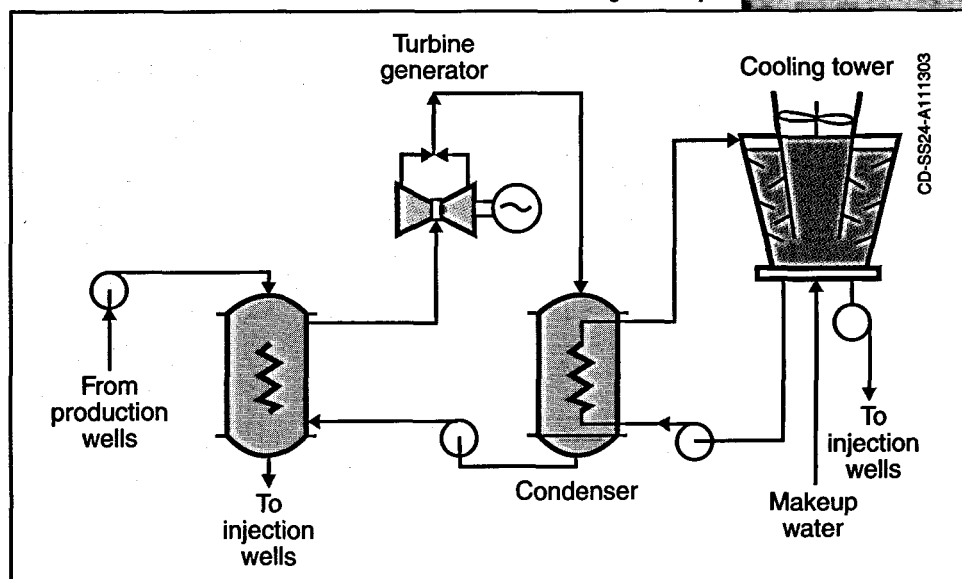 Turbine
generator
Cooling tower
CD-SS24-A111303
From
production
wells
To
injection
wells
Condenser
To
injection
wells
Makeup
water